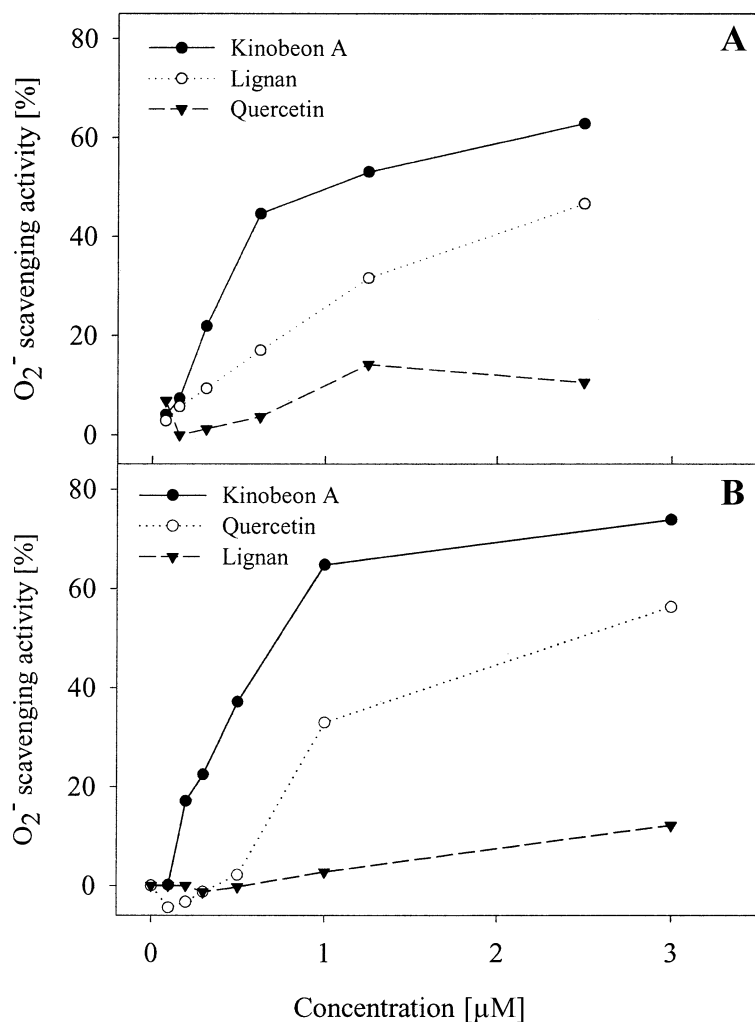 A
80
60
40
20
0
O2- scavenging activity [%]
Kinobeon A
Lignan
Quercetin
B
80
60
40
20
0
O2- scavenging activity [%]
Kinobeon A
Quercetin
Lignan
0 1 2 3
Concentration [µM]